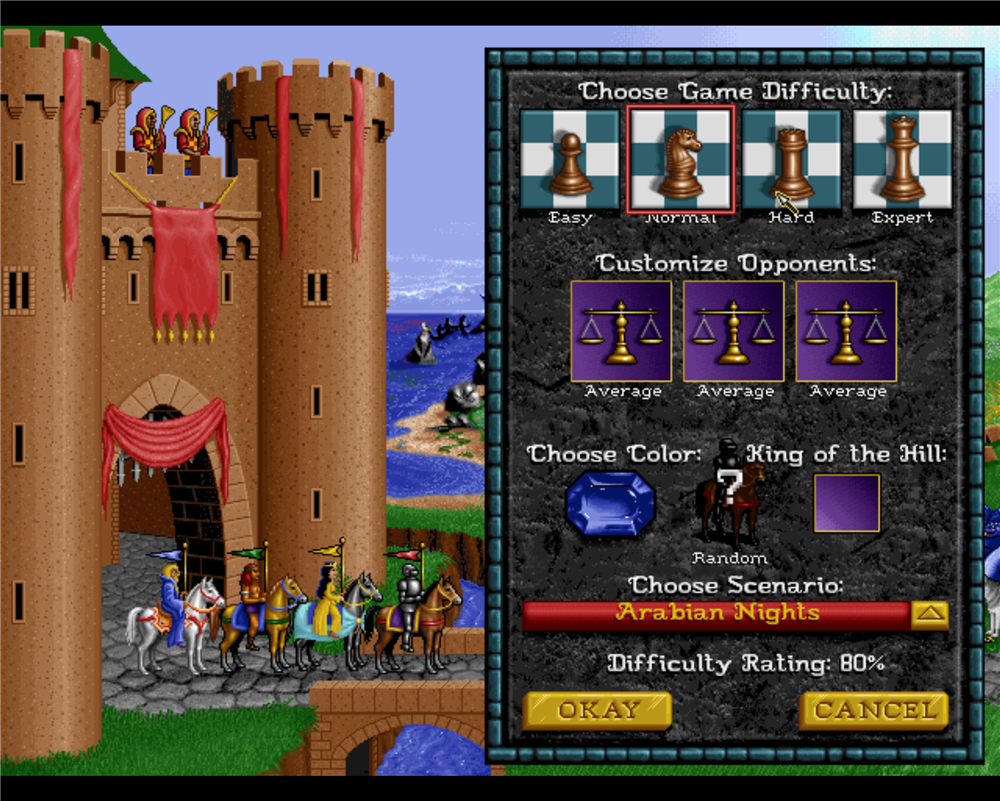 Choose Game Difficulty:
Easy Normal Hard Expert
Customize Opponents:
Average Average Average
Choose Color: King of the Hill:
?
Random
Choose Scenario:
Arabian Nights
Difficulty Rating: 80%
OKAY CANCEL